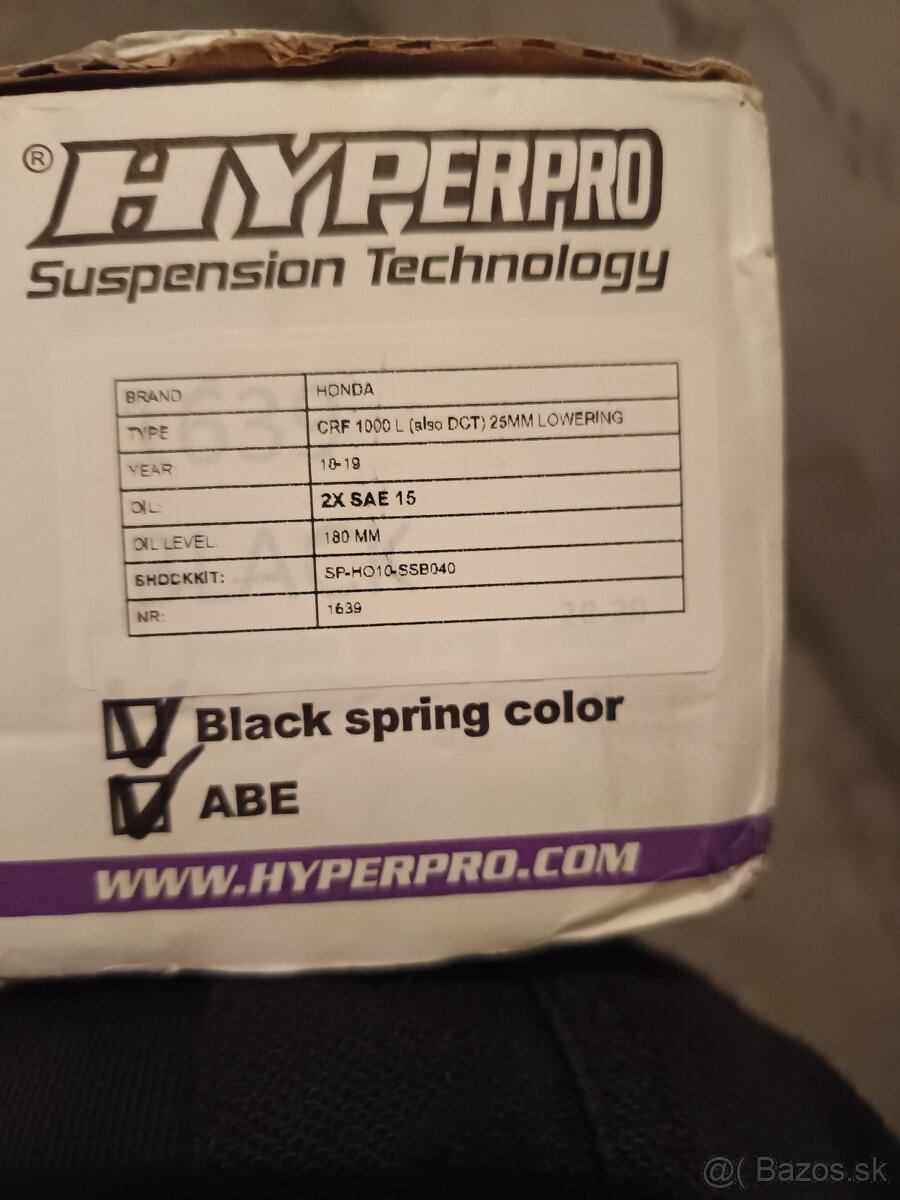 ® HYPERPRO
Suspension Technology
BRAND HONDA
TYPE CRF 1000 L (also DCT) 25MM LOWERING
YEAR: 18-19
OIL: 2X SAE 15
OIL LEVEL: 180 MM
SHOCKKIT: SP-HO10-SSB040
NR: 1639
Black spring color
ABE
WWW.HYPERPRO.COM
@( Bazos.sk